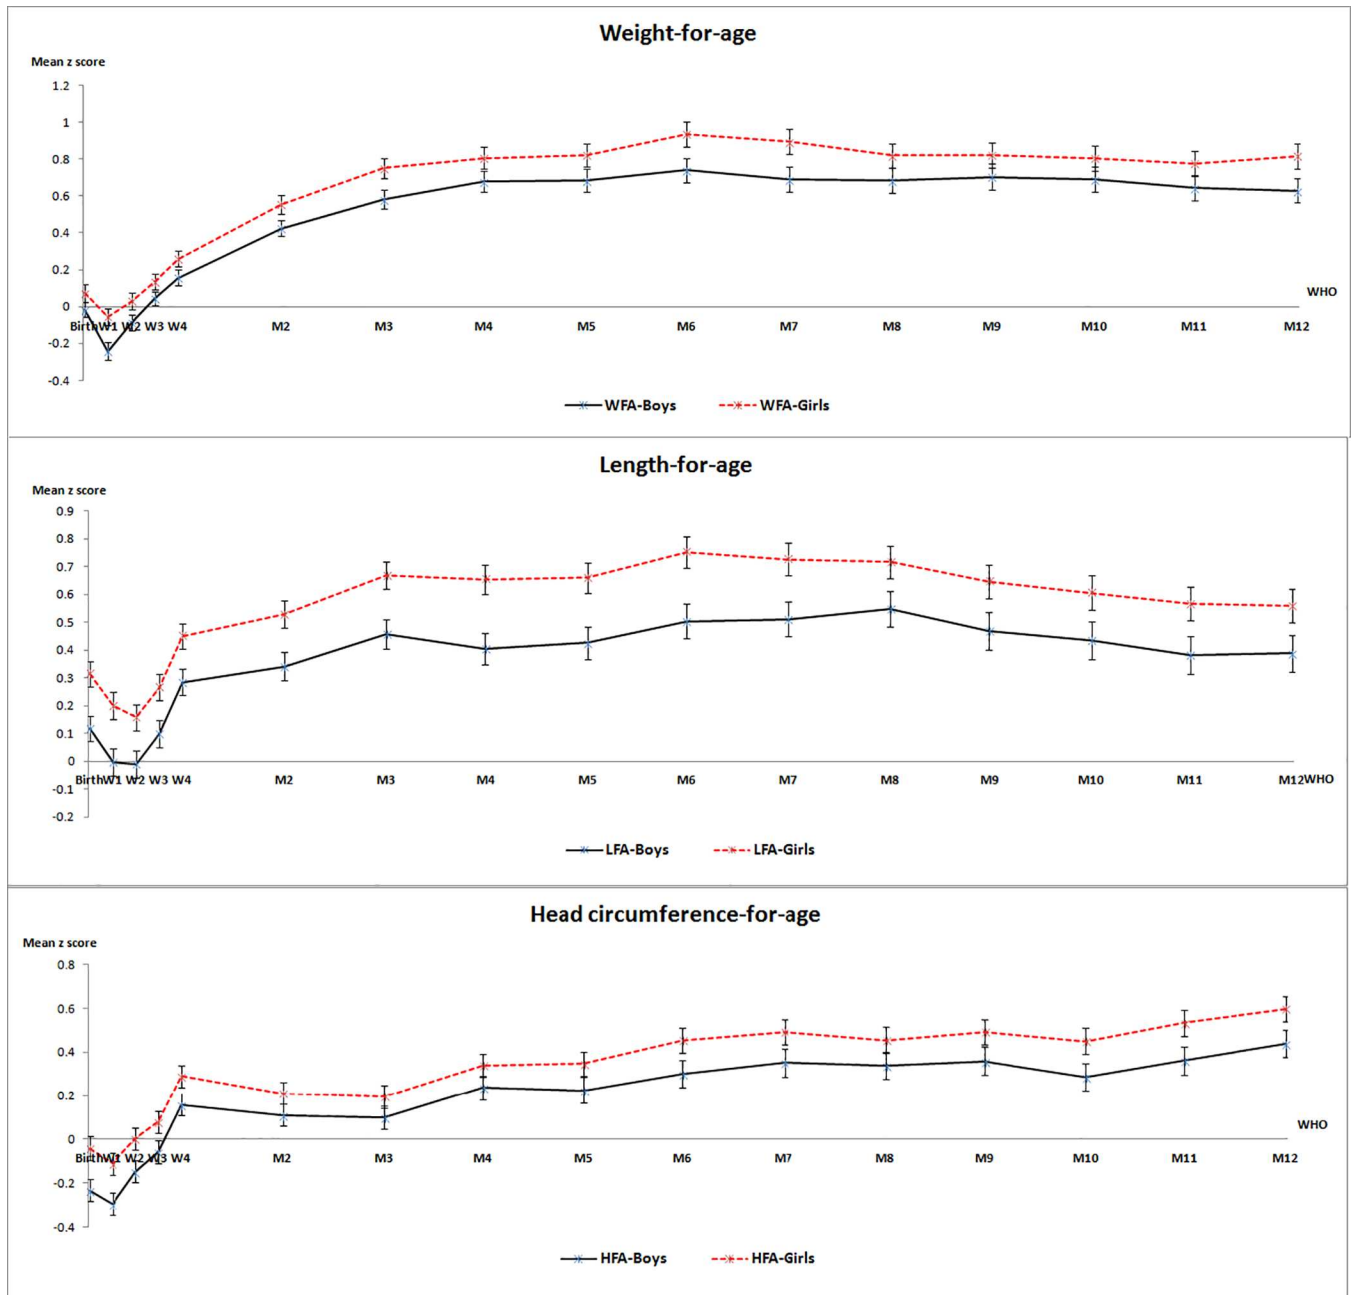 Weight-for-age
Mean z score
1.2
1
0.8
0.6
0.4
0.2
0
-0.2
-0.4
WHO
Birth W1 W2 W3 W4 M2 M3 M4 M5 M6 M7 M8 M9 M10 M11 M12
WFA-Boys WFA-Girls
Length-for-age
Mean z score
0.9
0.8
0.7
0.6
0.5
0.4
0.3
0.2
0.1
0
-0.1
-0.2
Birth W1 W2 W3 W4 M2 M3 M4 M5 M6 M7 M8 M9 M10 M11 M12 WHO
LFA-Boys LFA-Girls
Head circumference-for-age
Mean z score
0.8
0.6
0.4
0.2
0
-0.2
-0.4
WHO
Birth W1 W2 W3 W4 M2 M3 M4 M5 M6 M7 M8 M9 M10 M11 M12
HFA-Boys HFA-Girls